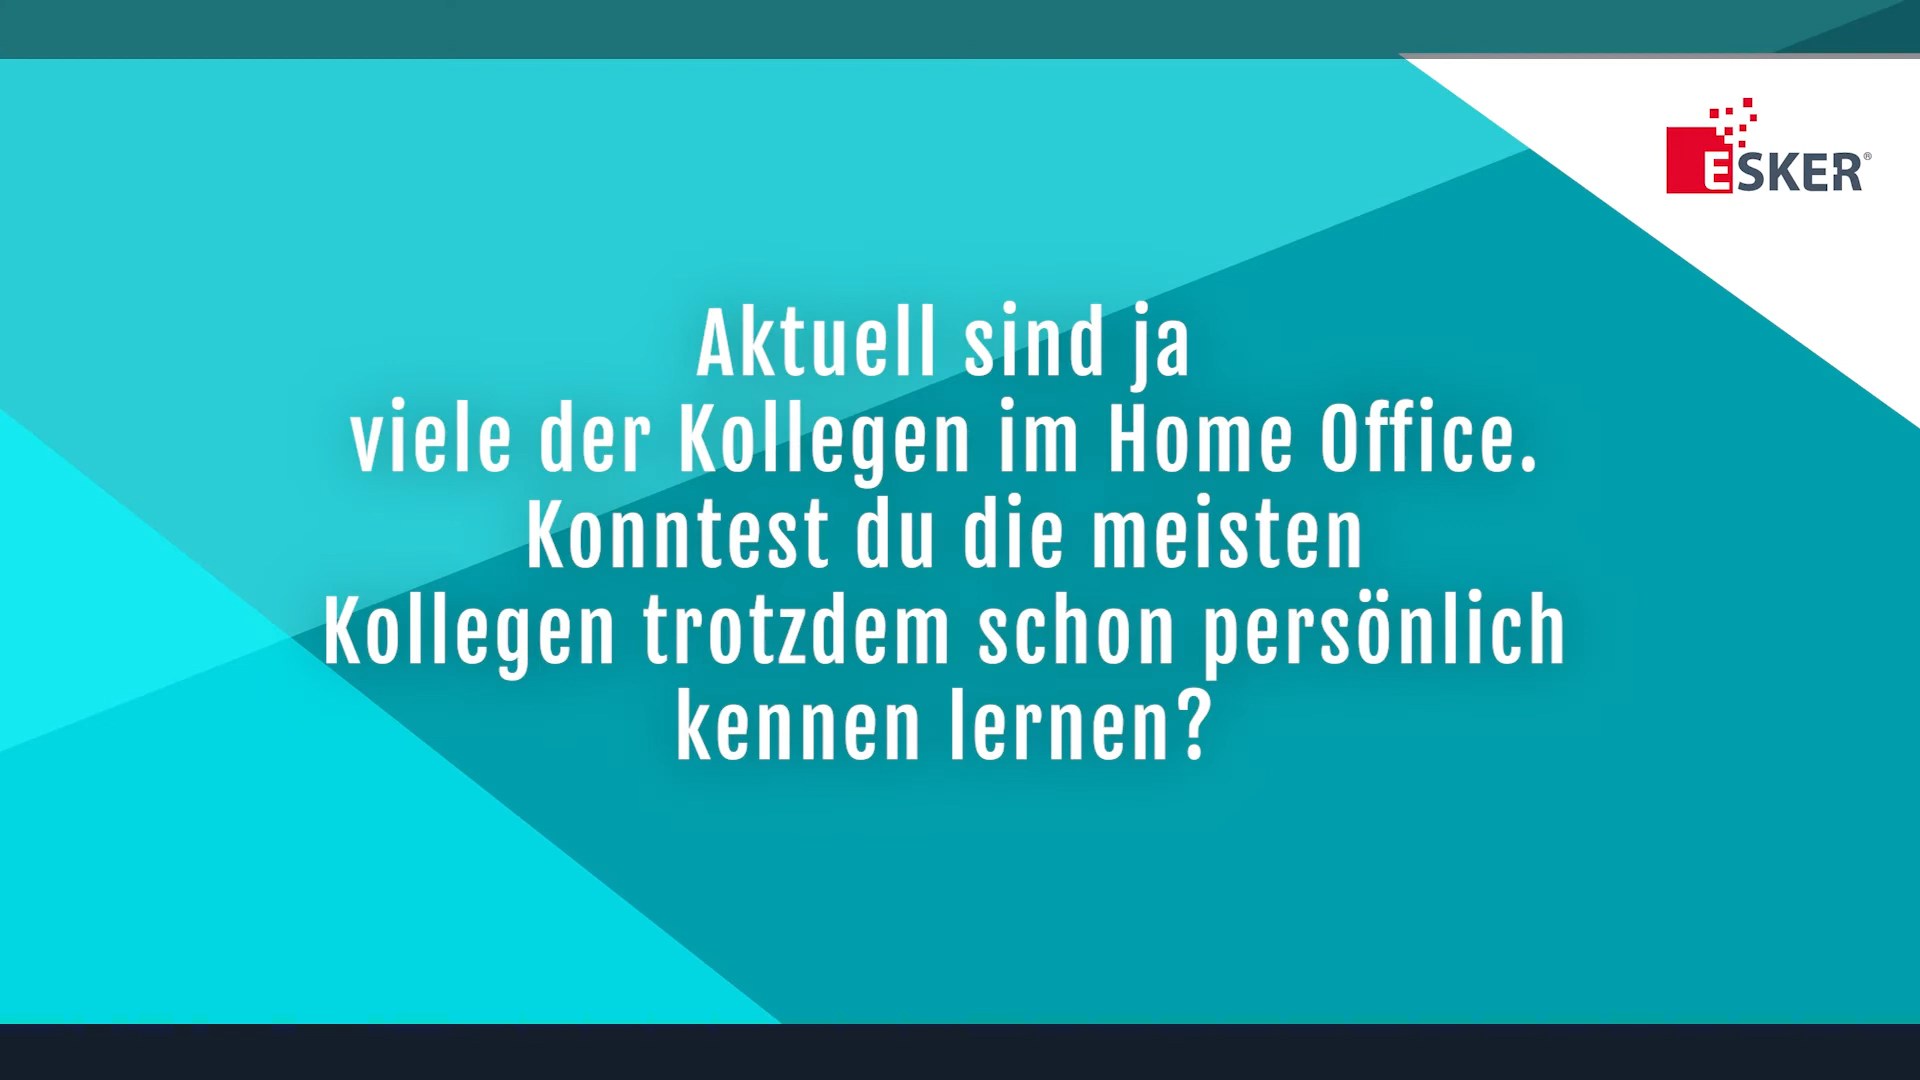 ESKER®
Aktuell sind ja
viele der Kollegen im Home Office.
Konntest du die meisten
Kollegen trotzdem schon persönlich
kennen lernen?